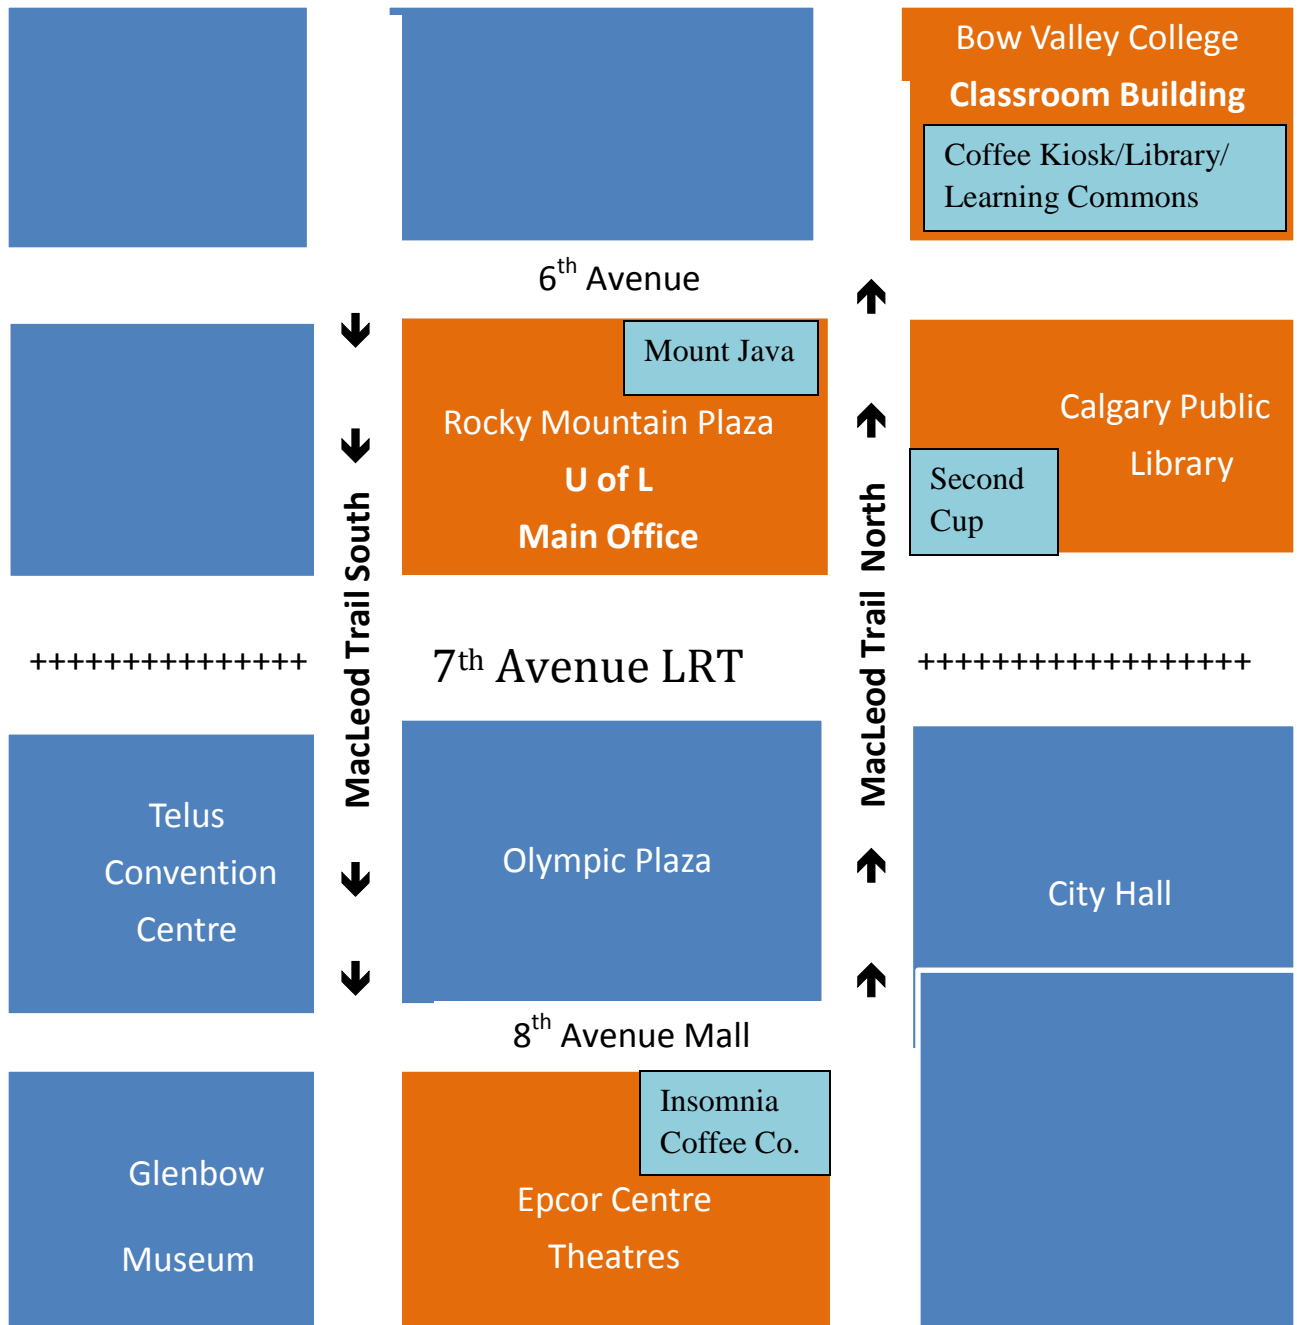 Bow Valley College
Classroom Building
Coffee Kiosk/Library/
Learning Commons
6th Avenue
Mount Java
Rocky Mountain Plaza
U of L
Main Office
Calgary Public
Library
Second
Cup
MacLeod Trail South
MacLeod Trail North
+++++++++++++++
7th Avenue LRT
++++++++++++++++++
Telus
Convention
Centre
Olympic Plaza
City Hall
8th Avenue Mall
Insomnia
Coffee Co.
Glenbow
Museum
Epcor Centre
Theatres